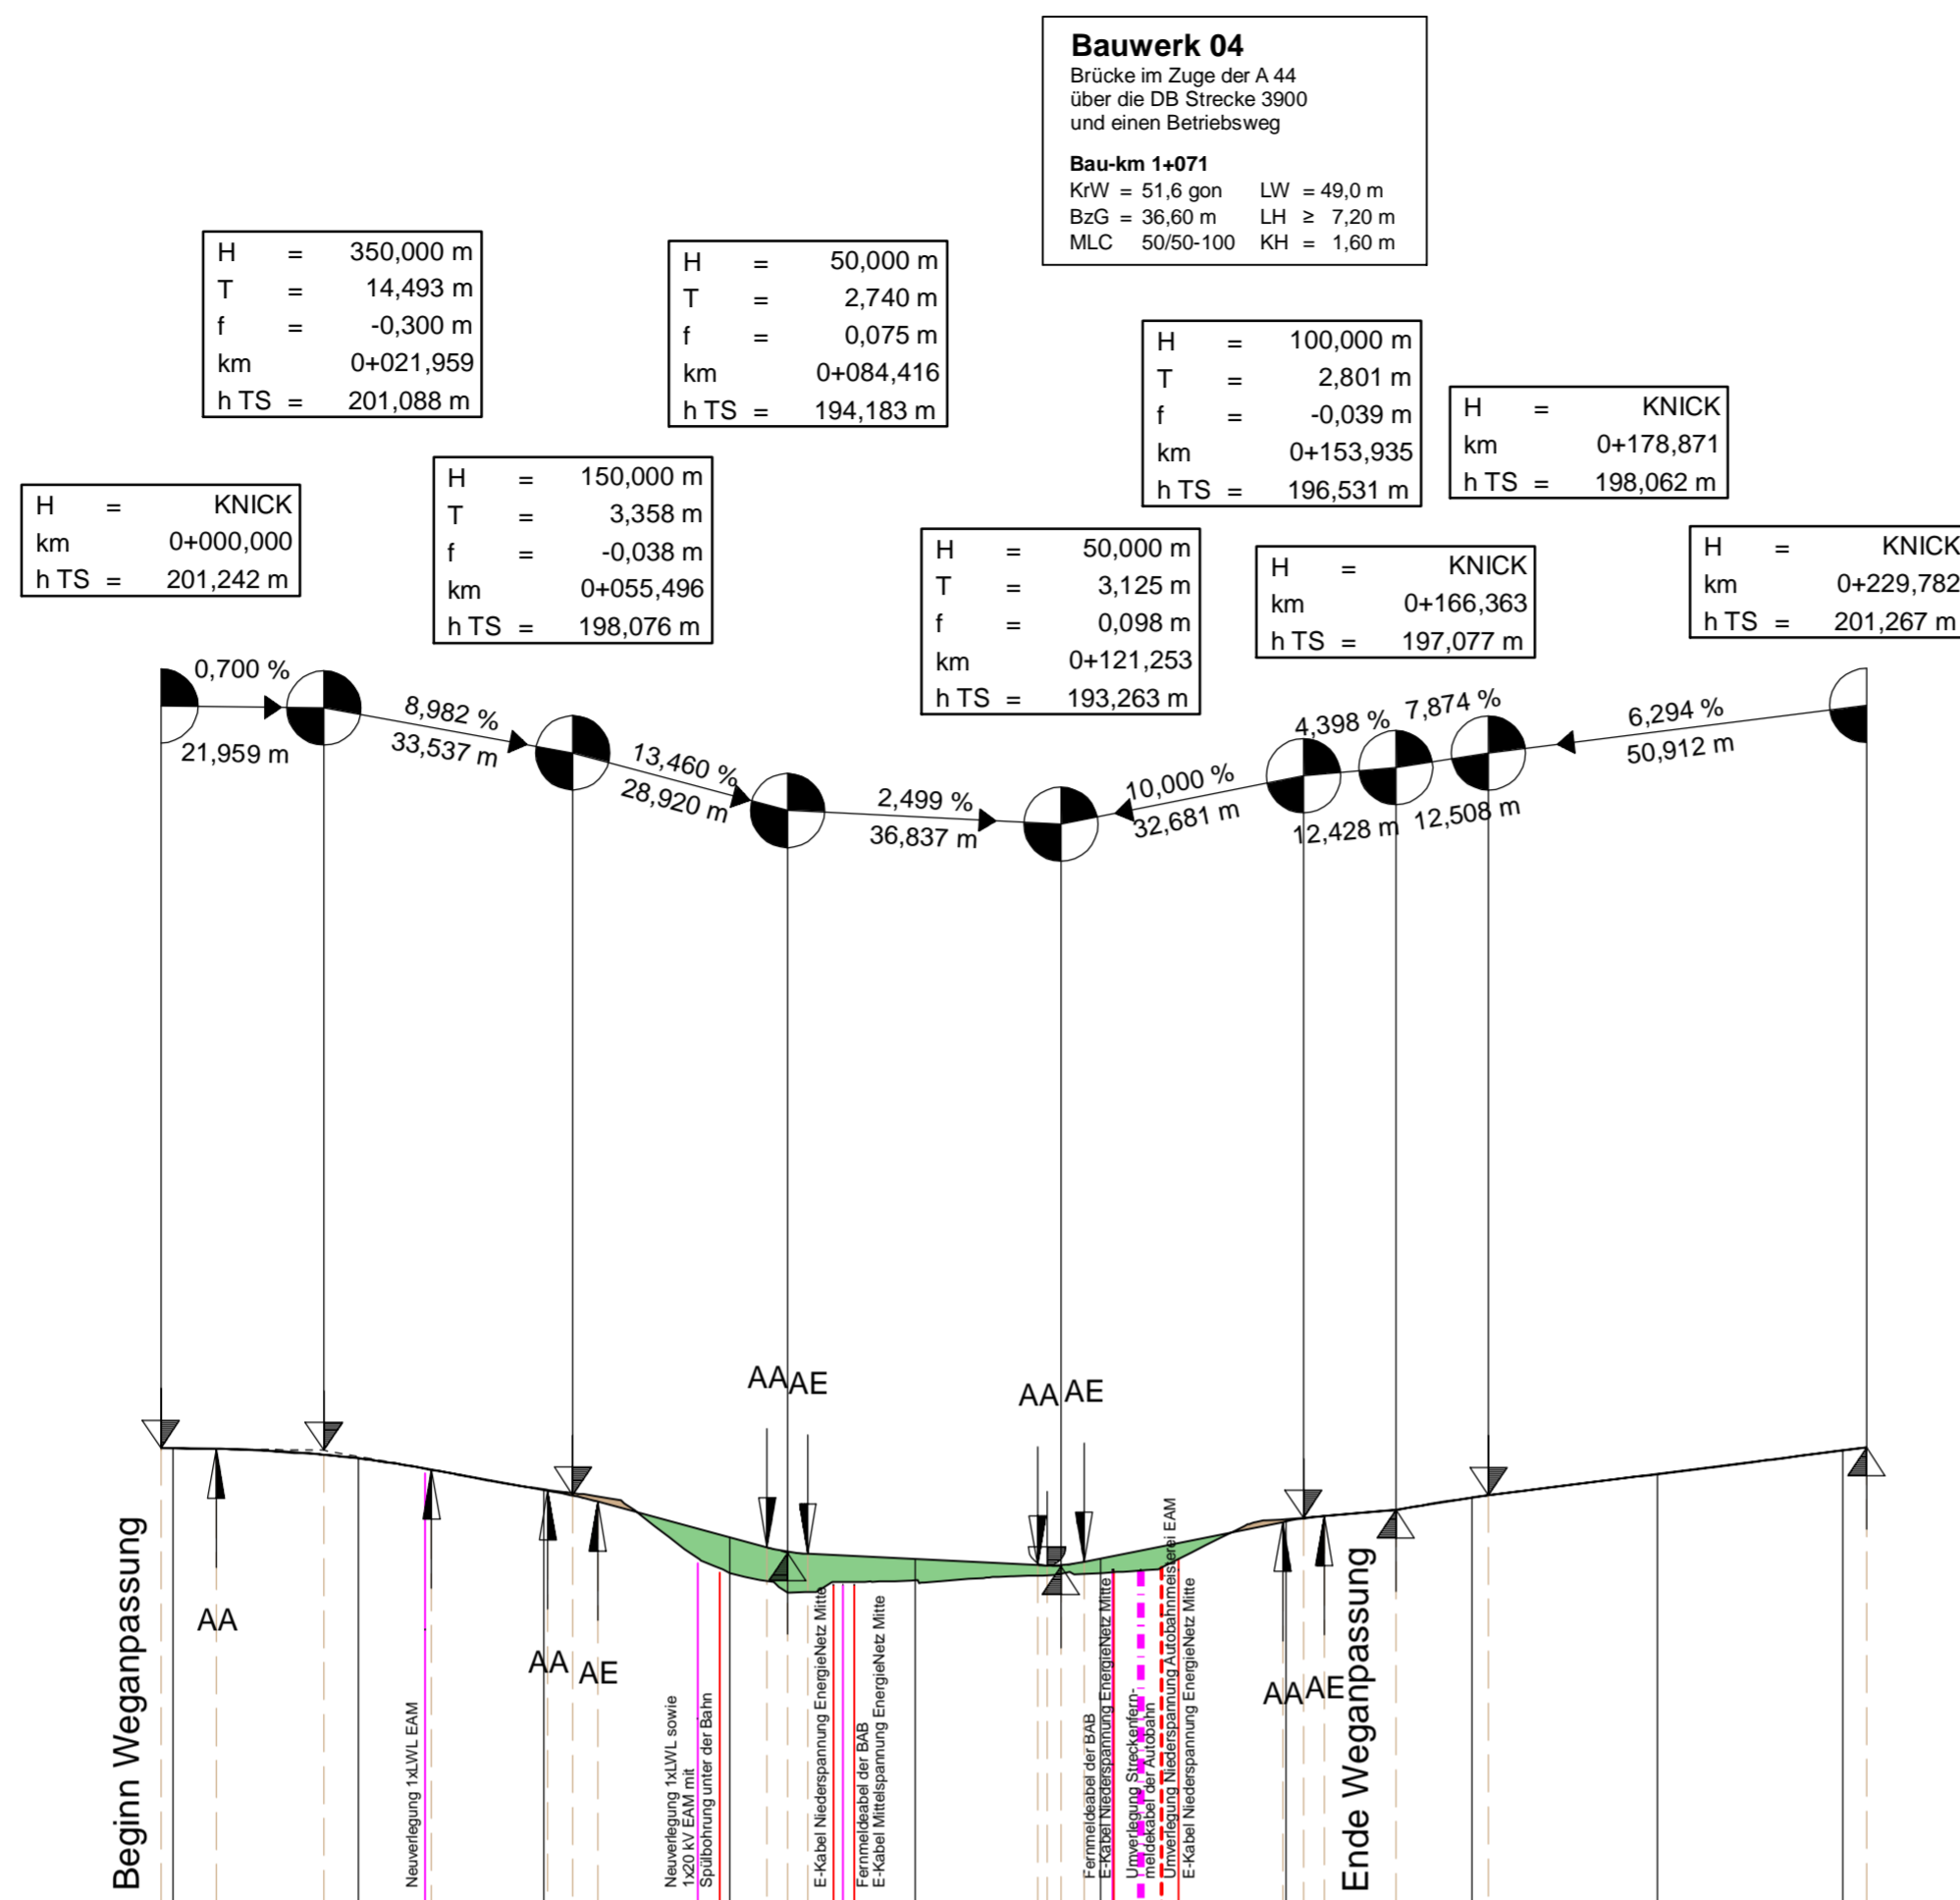 Bauwerk 04
Brücke im Zuge der A 44
über die DB Strecke 3900
und einen Betriebsweg
Bau-km 1+071
KrW = 51,6 gon LW = 49,0 m
BzG = 36,60 m LH ≥ 7,20 m
MLC 50/50-100 KH = 1,60 m
H = 350,000 m
T = 14,493 m
f = -0,300 m
km 0+021,959
h TS = 201,088 m
H = 50,000 m
T = 2,740 m
f = 0,075 m
km 0+084,416
h TS = 194,183 m
H = 100,000 m
T = 2,801 m
f = -0,039 m
km 0+153,935
h TS = 196,531 m
H = KNICK
km 0+178,871
h TS = 198,062 m
H = KNICK
km 0+000,000
h TS = 201,242 m
H = 150,000 m
T = 3,358 m
f = -0,038 m
km 0+055,496
h TS = 198,076 m
H = 50,000 m
T = 3,125 m
f = 0,098 m
km 0+121,253
h TS = 193,263 m
H = KNICK
km 0+166,363
h TS = 197,077 m
H = KNICK
km 0+229,782
h TS = 201,267 m
0,700 %
21,959 m
8,982 %
33,537 m
13,460 %
28,920 m
2,499 %
36,837 m
10,000 %
32,681 m
4,398 %
12,428 m
7,874 %
12,508 m
6,294 %
50,912 m
AA
AE
AA
AE
AA
AA
AE
AA
AE
Beginn Weganpassung
Neuverlegung 1xLWL EAM
Neuverlegung 1xLWL sowie
1x20 kV EAM mit
Spülbohrung unter der Bahn
E-Kabel Niederspannung EnergieNetz Mitte
Fernmeldeabel der BAB
E-Kabel Mittelspannung EnergieNetz Mitte
Fernmeldeabel der BAB
E-Kabel Niederspannung EnergieNetz Mitte
Umverlegung Streckenfern-
meldekabel der Autobahn
Umverlegung Niederspannung Autobahnmeisterei EAM
E-Kabel Niederspannung EnergieNetz Mitte
Ende Weganpassung